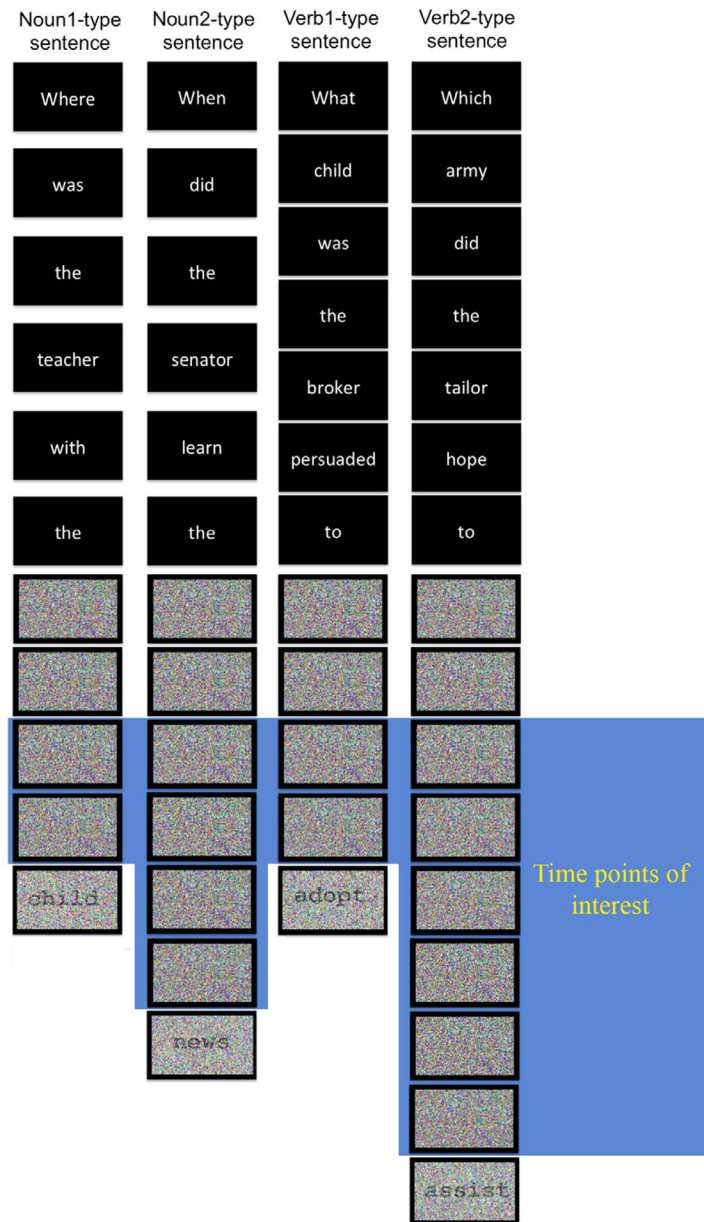 Noun1-type sentence
Noun2-type sentence
Verb1-type sentence
Verb2-type sentence
Where
When
What
Which
was
did
child
army
the
the
was
did
teacher
senator
the
the
with
learn
broker
tailor
the
the
persuaded
hope
to
to
child
adopt
Time points of
interest
news
assist